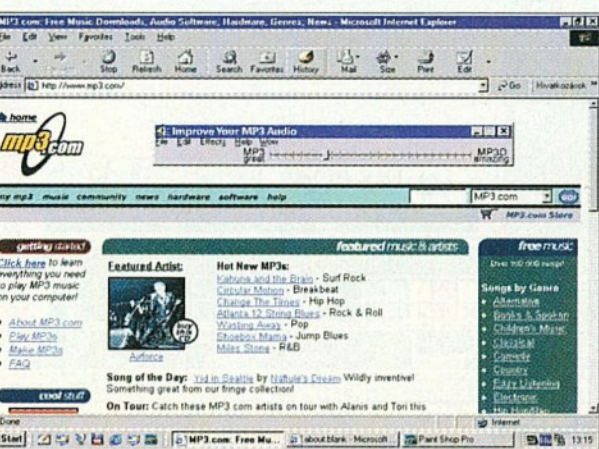 MP3.com: Free Music Downloads, Audio Software, Hardware, Genres, News - Microsoft Internet Explorer
File Edit View Favorites Tools Help
Back Stop Refresh Home Search Favorites History Mail Size Print Edit
Address http://www.mp3.com/ Go Hivatkozások
home
mp3.com
Improve Your MP3 Audio
File Edit Effects Help Wow
MP3 great MP3D amazing
my mp3 music community news hardware software help MP3.com GO!
MP3.com Store
getting started
Click here to learn
everything you need
to play MP3 music
on your computer!
About MP3.com
Play MP3s
Make MP3s
FAQ
cool stuff
featured music & artists
Featured Artist:
Airforce
Hot New MP3s:
Kahuna and the Brain - Surf Rock
Circular Motion - Breakbeat
Change The Times - Hip Hop
Atlanta 12 String Blues - Rock & Roll
Wasting Away - Pop
Shoebox Mama - Jump Blues
Miles Stone - R&B
Song of the Day: Yid in Seattle by Naftule's Dream Wildly inventive!
Something great from our fringe collection!
On Tour: Catch these MP3.com artists on tour with Alanis and Tori this
free music
Over 100 000 songs!
Songs by Genre
Alternative
Books & Spoken
Children's Music
Classical
Comedy
Country
Easy Listening
Electronic
Hip Hop/Rap
Done Internet
Start MP3.com: Free Mu... about:blank - Microsoft... Paint Shop Pro 13:15